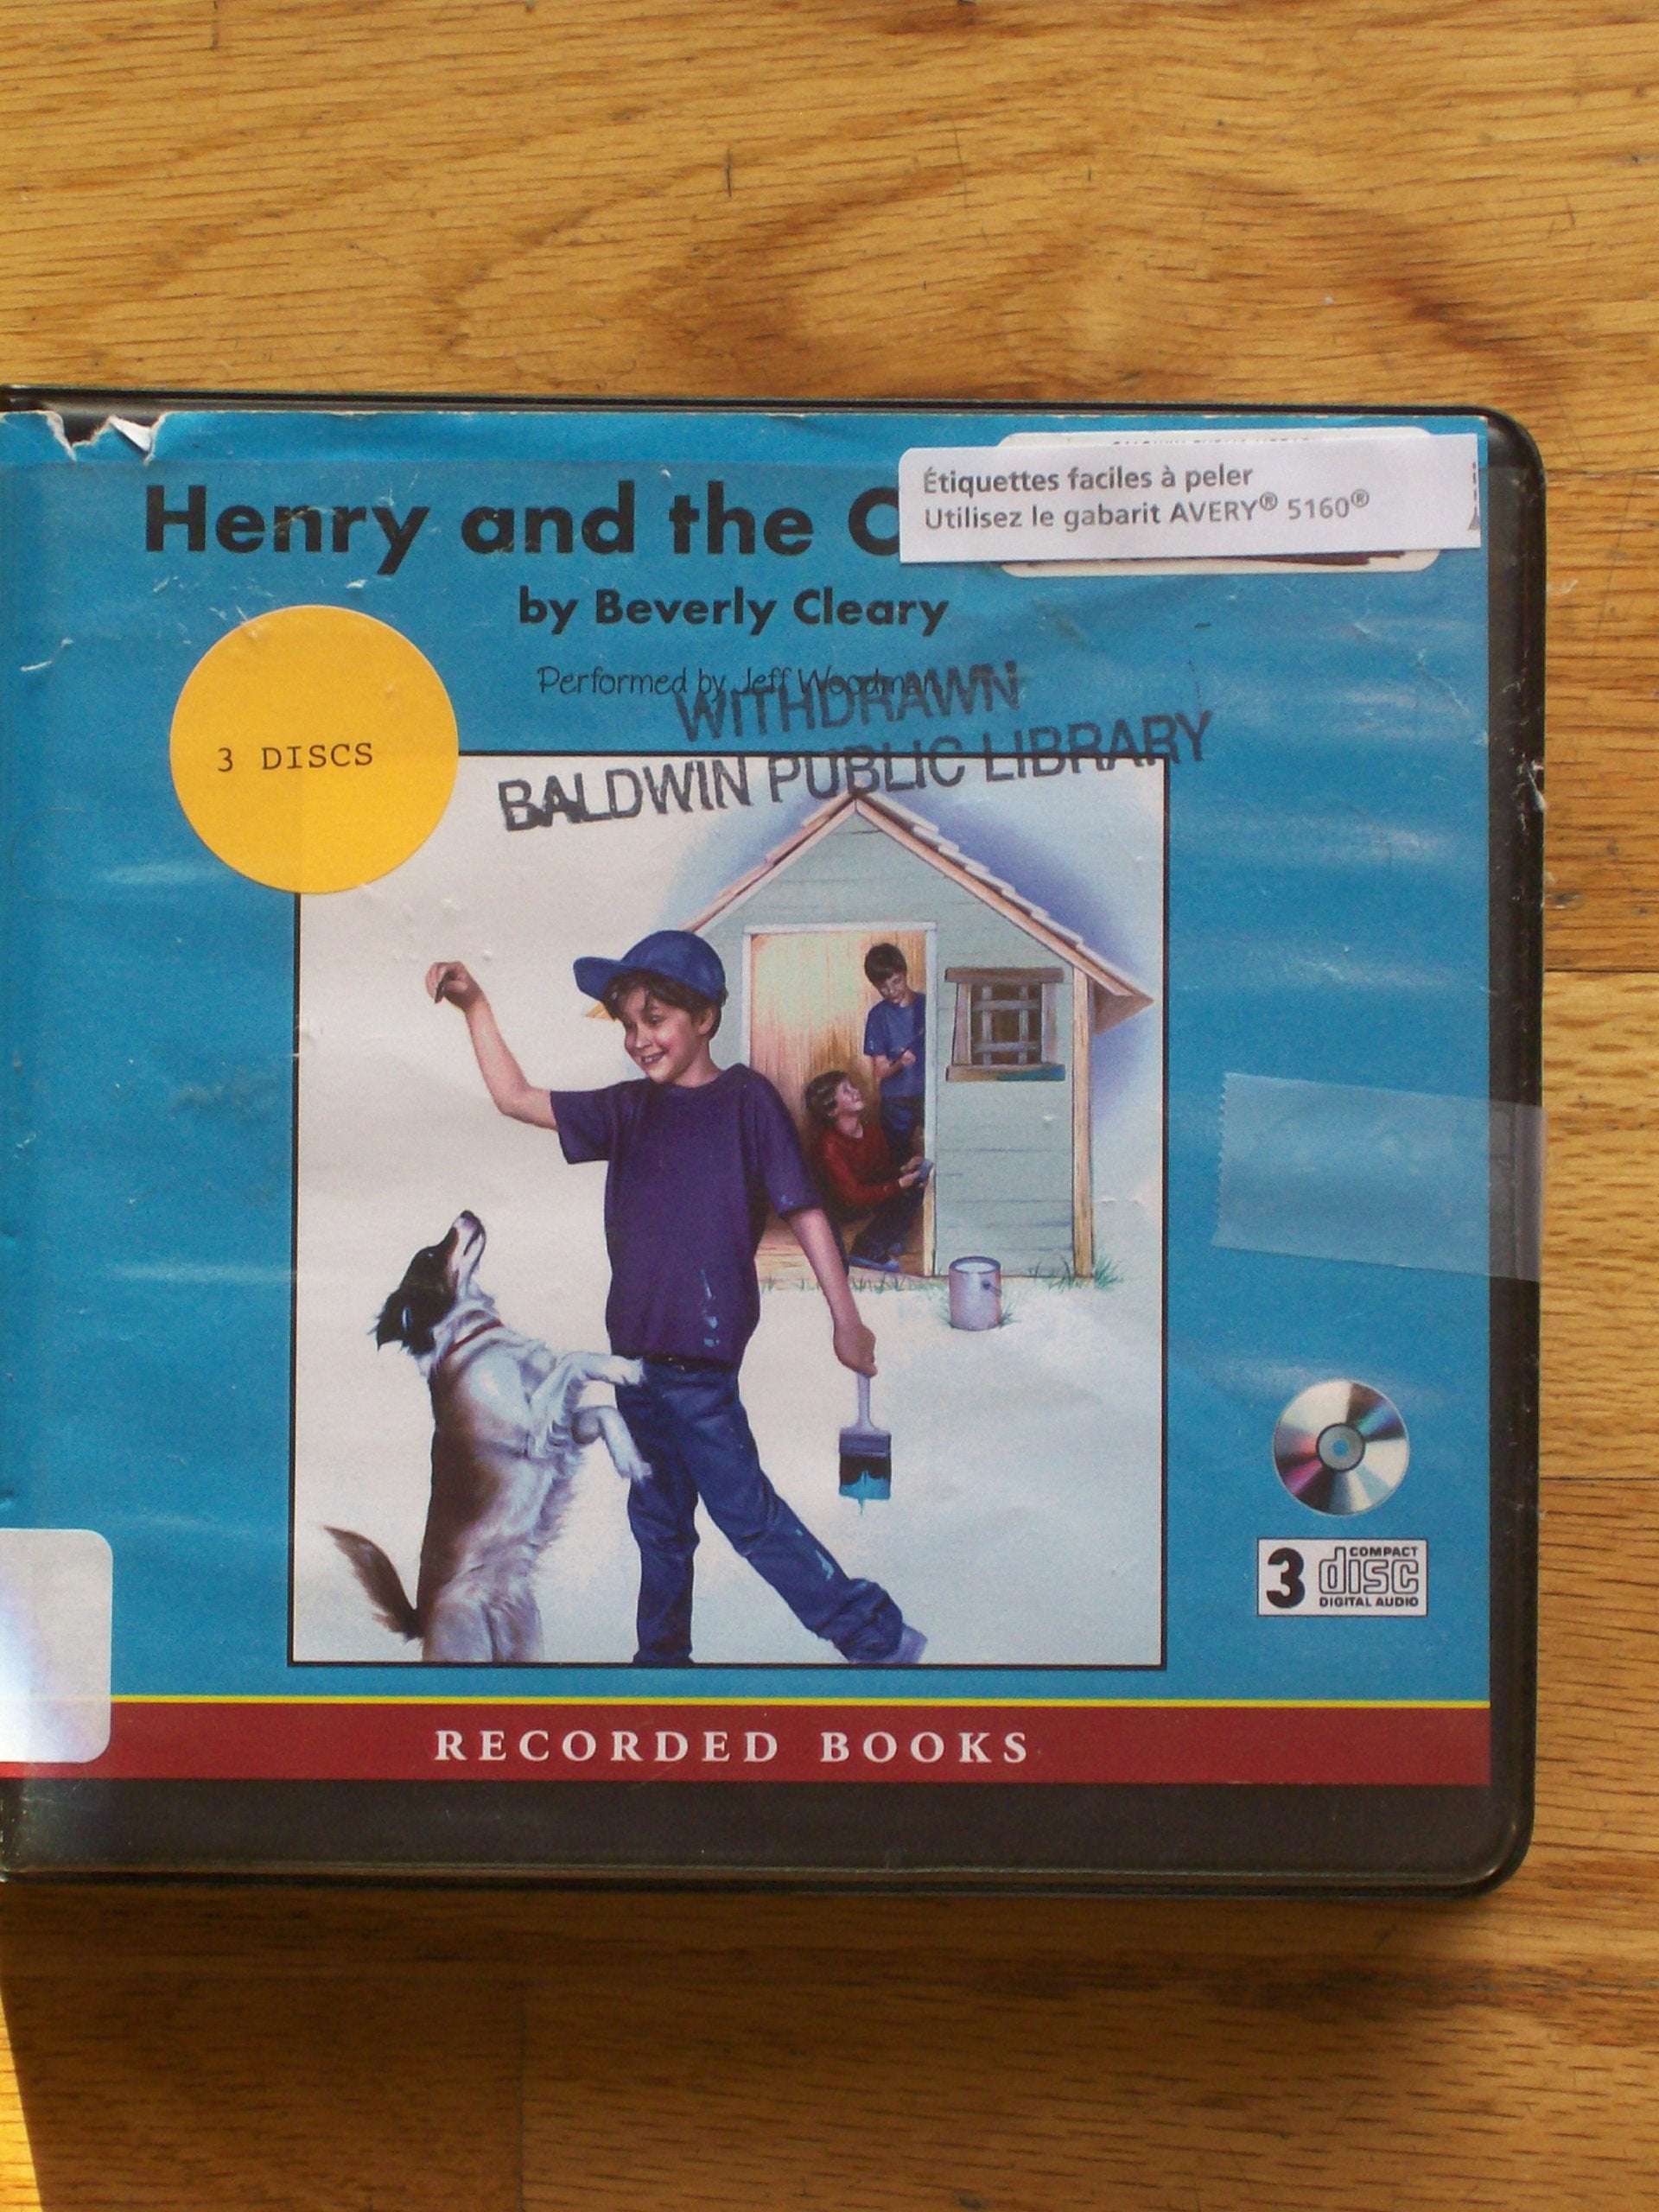 Étiquettes faciles à peler
Utilisez le gabarit AVERY® 5160®
Henry and the C
by Beverly Cleary
Performed by Jeff Woodman
WITHDRAWN
BALDWIN PUBLIC LIBRARY
3 DISCS
3 COMPACT
disc
DIGITAL AUDIO
RECORDED BOOKS